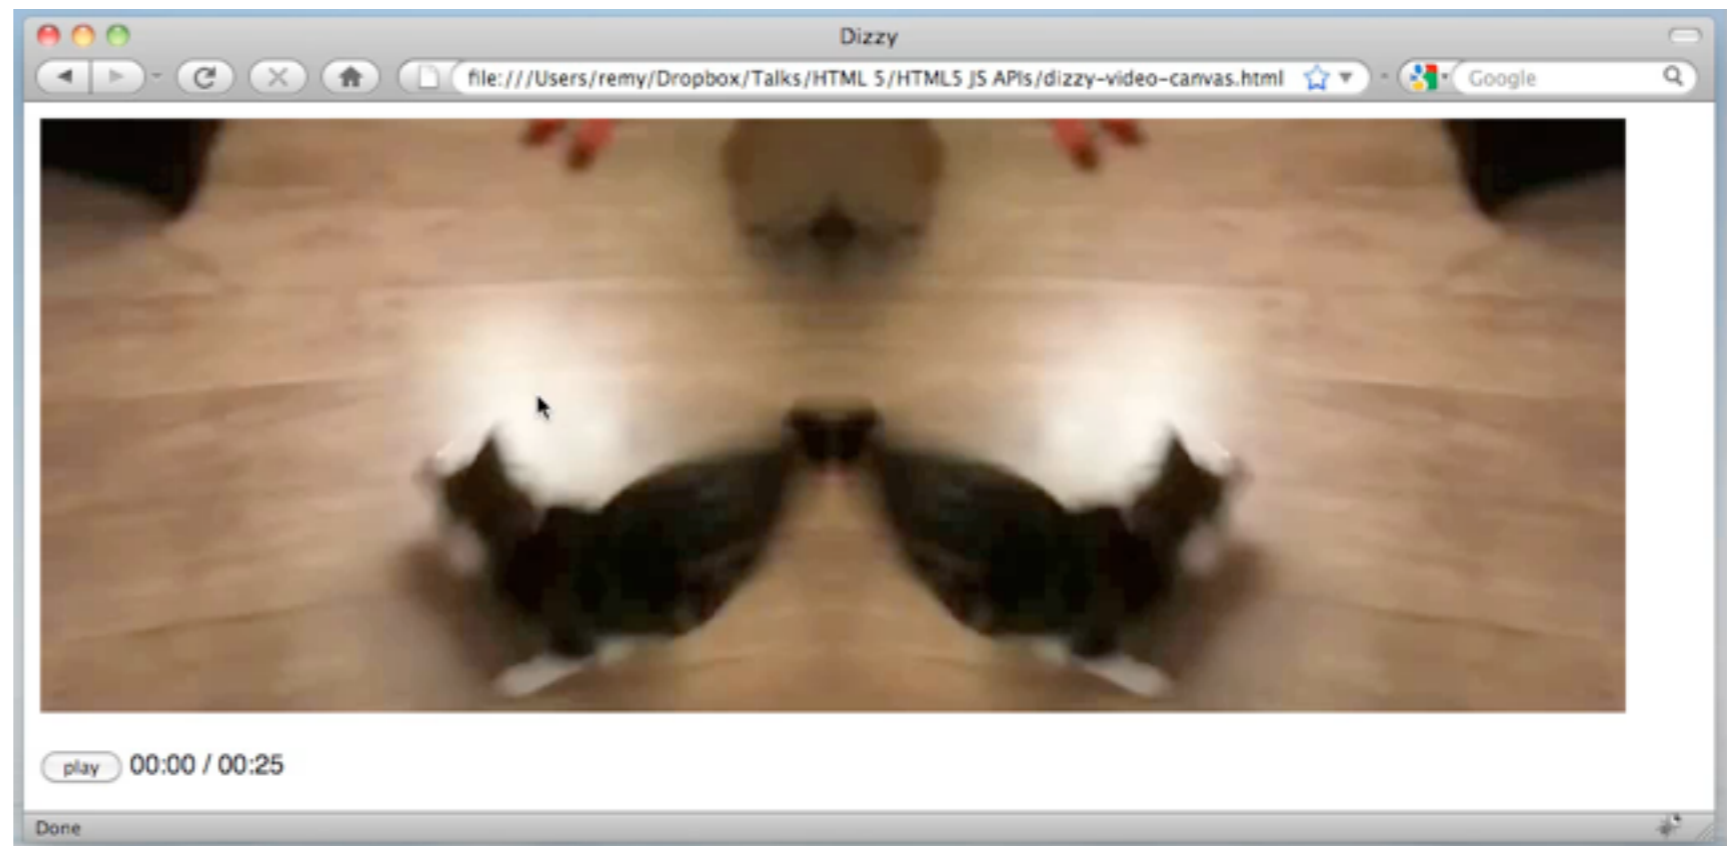 Dizzy
file:///Users/remy/Dropbox/Talks/HTML 5/HTML5 JS APIs/dizzy-video-canvas.html
Google
play 00:00 / 00:25
Done